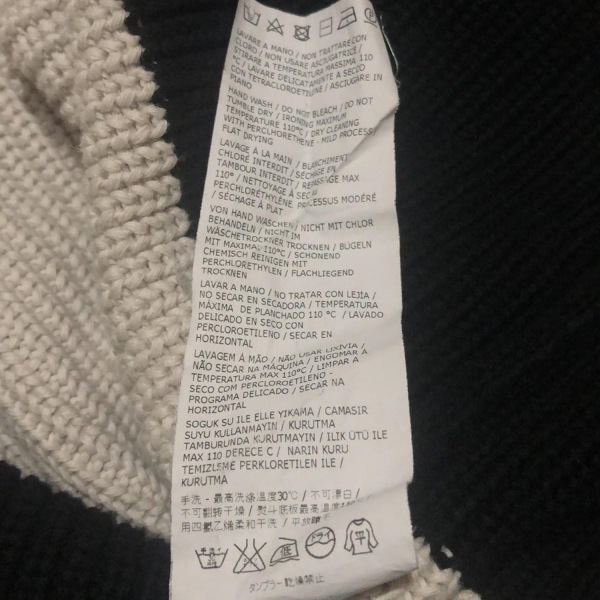 LAVARE A MANO / NON TRATTARE CON
CLORO / NON USARE ASCIUGATRICE /
STIRARE A TEMPERATURA MASSIMA 110
°C / LAVARE DELICATAMENTE A SECCO
CON TETRACLOROETILENE / ASCIUGARE IN
PIANO
HAND WASH / DO NOT BLEACH / DO NOT
TUMBLE DRY / IRONING MAXIMUM
TEMPERATURE 110°C / DRY CLEANING
WITH PERCLHORETHENE - MILD PROCESS/
FLAT DRYING
LAVAGE À LA MAIN / BLANCHIMENT
CHLORÉ INTERDIT / SÉCHAGE EN
TAMBOUR INTERDIT / REPASSAGE MAX
110° / NETTOYAGE À SEC
PERCHLORÉTHYLÈNE, PROCESSUS MODÉRÉ
/ SÉCHAGE À PLAT
VON HAND WASCHEN / NICHT MIT CHLOR
BEHANDELN / NICHT IM
WÄSCHETROCKNER TROCKNEN / BÜGELN
MIT MAXIMAL 110°C / SCHONEND
CHEMISCH REINIGEN MIT
PERCHLORETHYLEN / FLACHLIEGEND
TROCKNEN
LAVAR A MANO / NO TRATAR CON LEJÍA /
NO SECAR EN SECADORA / TEMPERATURA
MÁXIMA DE PLANCHADO 110 °C / LAVADO
DELICADO EN SECO CON
PERCLOROETILENO / SECAR EN
HORIZONTAL
LAVAGEM À MÃO / NÃO USAR LIXIVIA /
NÃO SECAR NA MÁQUINA / ENGOMAR À
TEMPERATURA MAX 110°C / LIMPAR A
SECO COM PERCLOROETILENO -
PROGRAMA DELICADO / SECAR NA
HORIZONTAL
SOGUK SU ILE ELLE YIKAMA / CAMASIR
SUYU KULLANMAYIN / KURUTMA
TAMBURUNDA KURUTMAYIN / ILIK ÜTÜ ILE
MAX 110 DERECE C / NARIN KURU
TEMIZLEME PERKLORETILEN ILE /
KURUTMA
手洗 - 最高洗涤温度30℃ / 不可漂白 /
不可翻转干燥 / 熨斗底板最高温度
用四氯乙烯柔和干洗 / 平放
低
ドライ
平
タンブラー乾燥禁止